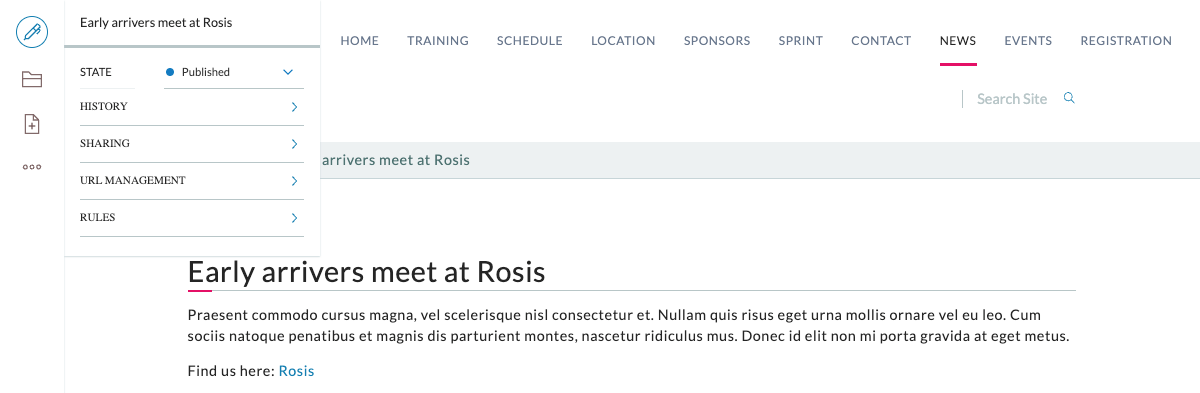 Early arrivers meet at Rosis
STATE
Published
HISTORY
SHARING
URL MANAGEMENT
RULES
HOME TRAINING SCHEDULE LOCATION SPONSORS SPRINT CONTACT NEWS EVENTS REGISTRATION
Search Site
arrivers meet at Rosis
Early arrivers meet at Rosis
Praesent commodo cursus magna, vel scelerisque nisl consectetur et. Nullam quis risus eget urna mollis ornare vel eu leo. Cum
sociis natoque penatibus et magnis dis parturient montes, nascetur ridiculus mus. Donec id elit non mi porta gravida at eget metus.
Find us here: Rosis